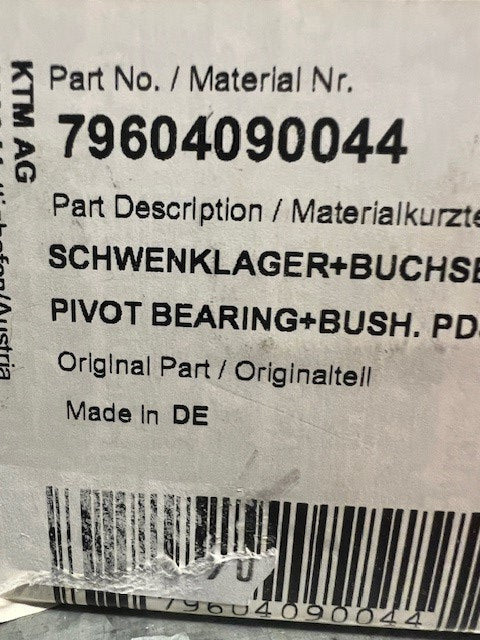 KTM AG
Part No. / Material Nr.
79604090044
Part Description / Materialkurzte
SCHWENKLAGER+BUCHSE
PIVOT BEARING+BUSH. PD
Original Part / Originalteil
Made in DE
79604090044